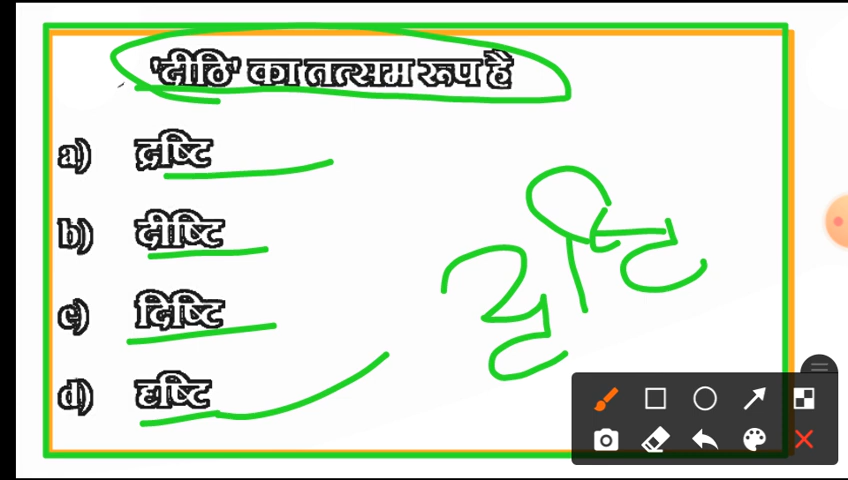 'दीठि' का तत्सम रूप है
a) द्रष्टि
b) दीष्टि
c) दिष्टि
d) दृष्टि